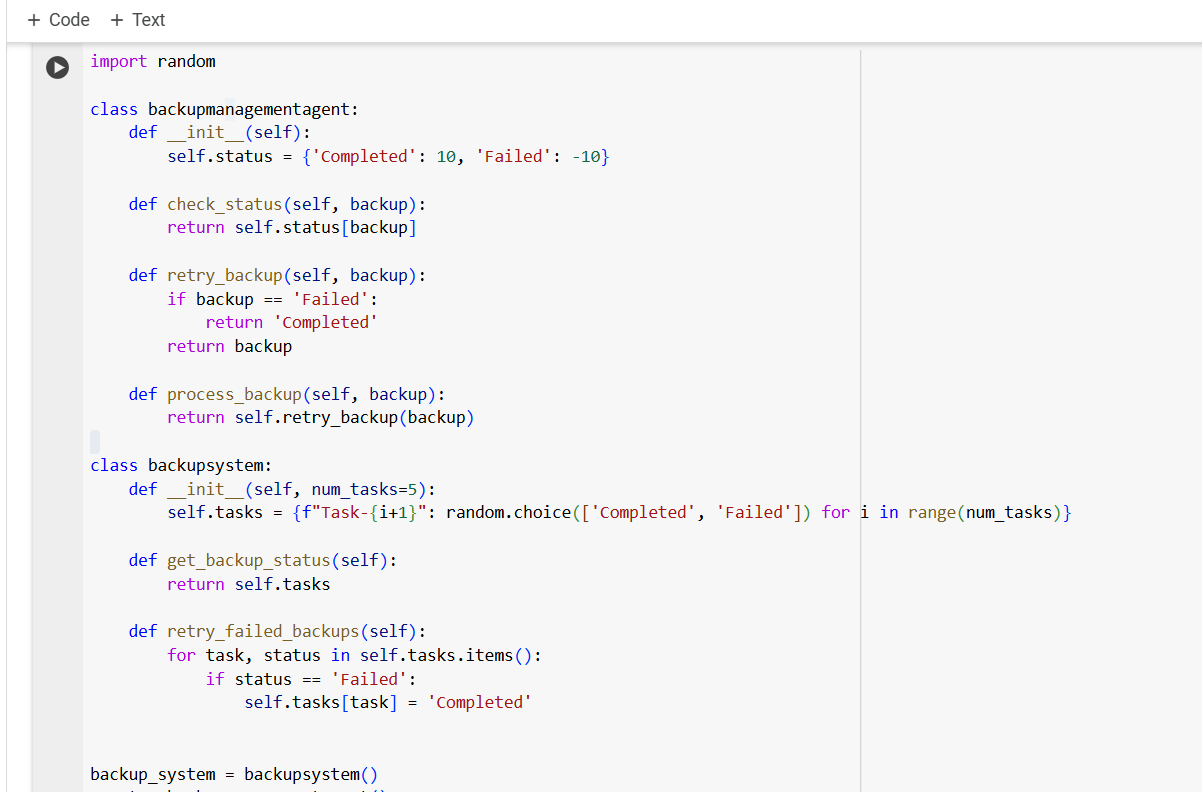 + Code + Text
import random
class backupmanagementagent:
def __init__(self):
self.status = {'Completed': 10, 'Failed': -10}
def check_status(self, backup):
return self.status[backup]
def retry_backup(self, backup):
if backup == 'Failed':
return 'Completed'
return backup
def process_backup(self, backup):
return self.retry_backup(backup)
class backupsystem:
def __init__(self, num_tasks=5):
self.tasks = {f"Task-{i+1}": random.choice(['Completed', 'Failed']) for i in range(num_tasks)}
def get_backup_status(self):
return self.tasks
def retry_failed_backups(self):
for task, status in self.tasks.items():
if status == 'Failed':
self.tasks[task] = 'Completed'
backup_system = backupsystem()